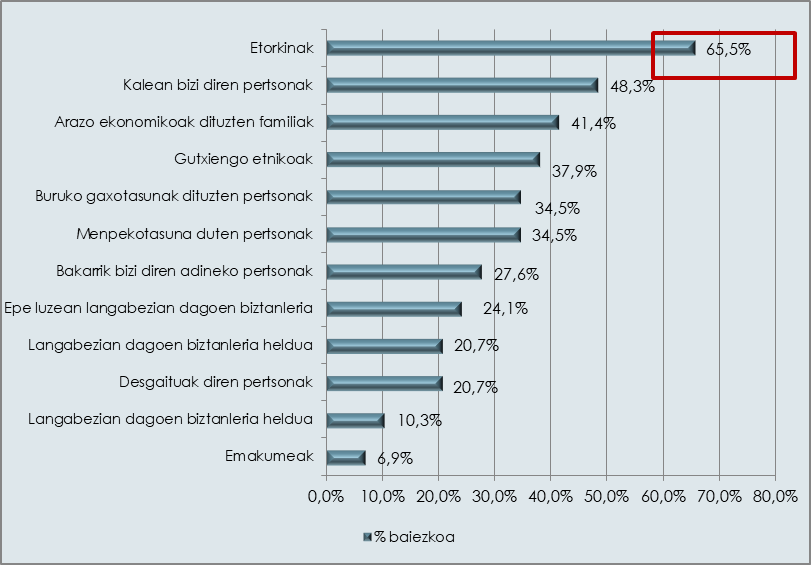 Etorkinak 65,5%
Kalean bizi diren pertsonak 48,3%
Arazo ekonomikoak dituzten familiak 41,4%
Gutxiengo etnikoak 37,9%
Buruko gaxotasunak dituzten pertsonak 34,5%
Menpekotasuna duten pertsonak 34,5%
Bakarrik bizi diren adineko pertsonak 27,6%
Epe luzean langabezian dagoen biztanleria 24,1%
Langabezian dagoen biztanleria heldua 20,7%
Desgaituak diren pertsonak 20,7%
Langabezian dagoen biztanleria heldua 10,3%
Emakumeak 6,9%
0,0% 10,0% 20,0% 30,0% 40,0% 50,0% 60,0% 70,0% 80,0%
% baiezkoa